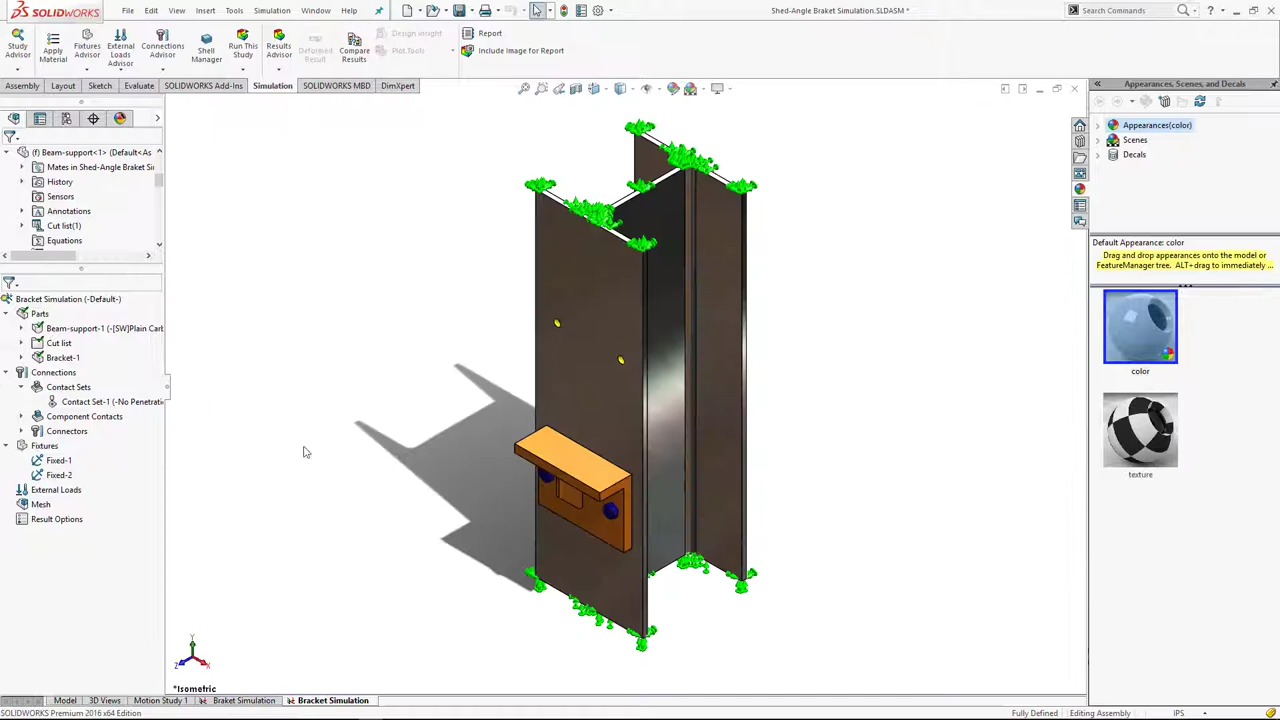 SOLIDWORKS
File
Edit
View
Insert
Tools
Simulation
Window
Help
Shed-Angle Braket Simulation.SLDASM *
Search Commands
Study Advisor
Apply Material
Fixtures Advisor
External Loads Advisor
Connections Advisor
Shell Manager
Run This Study
Results Advisor
Deformed Result
Compare Results
Design Insight
Plot Tools
Report
Include Image for Report
Assembly
Layout
Sketch
Evaluate
SOLIDWORKS Add-Ins
Simulation
SOLIDWORKS MBD
DimXpert
(f) Beam-support<1> (Default<As
Mates in Shed-Angle Braket Sir
History
Sensors
Annotations
Cut list(1)
Equations
Bracket Simulation (-Default-)
Parts
Beam-support-1 (-[SW]Plain Carb
Cut list
Bracket-1
Connections
Contact Sets
Contact Set-1 (-No Penetrati
Component Contacts
Connectors
Fixtures
Fixed-1
Fixed-2
External Loads
Mesh
Result Options
Y
Z
X
*Isometric
Appearances, Scenes, and Decals
Appearances(color)
Scenes
Decals
Default Appearance: color
Drag and drop appearances onto the model or
FeatureManager tree. ALT+drag to immediately ...
color
texture
Model
3D Views
Motion Study 1
Braket Simulation
Bracket Simulation
SOLIDWORKS Premium 2016 x64 Edition
Fully Defined
Editing Assembly
IPS